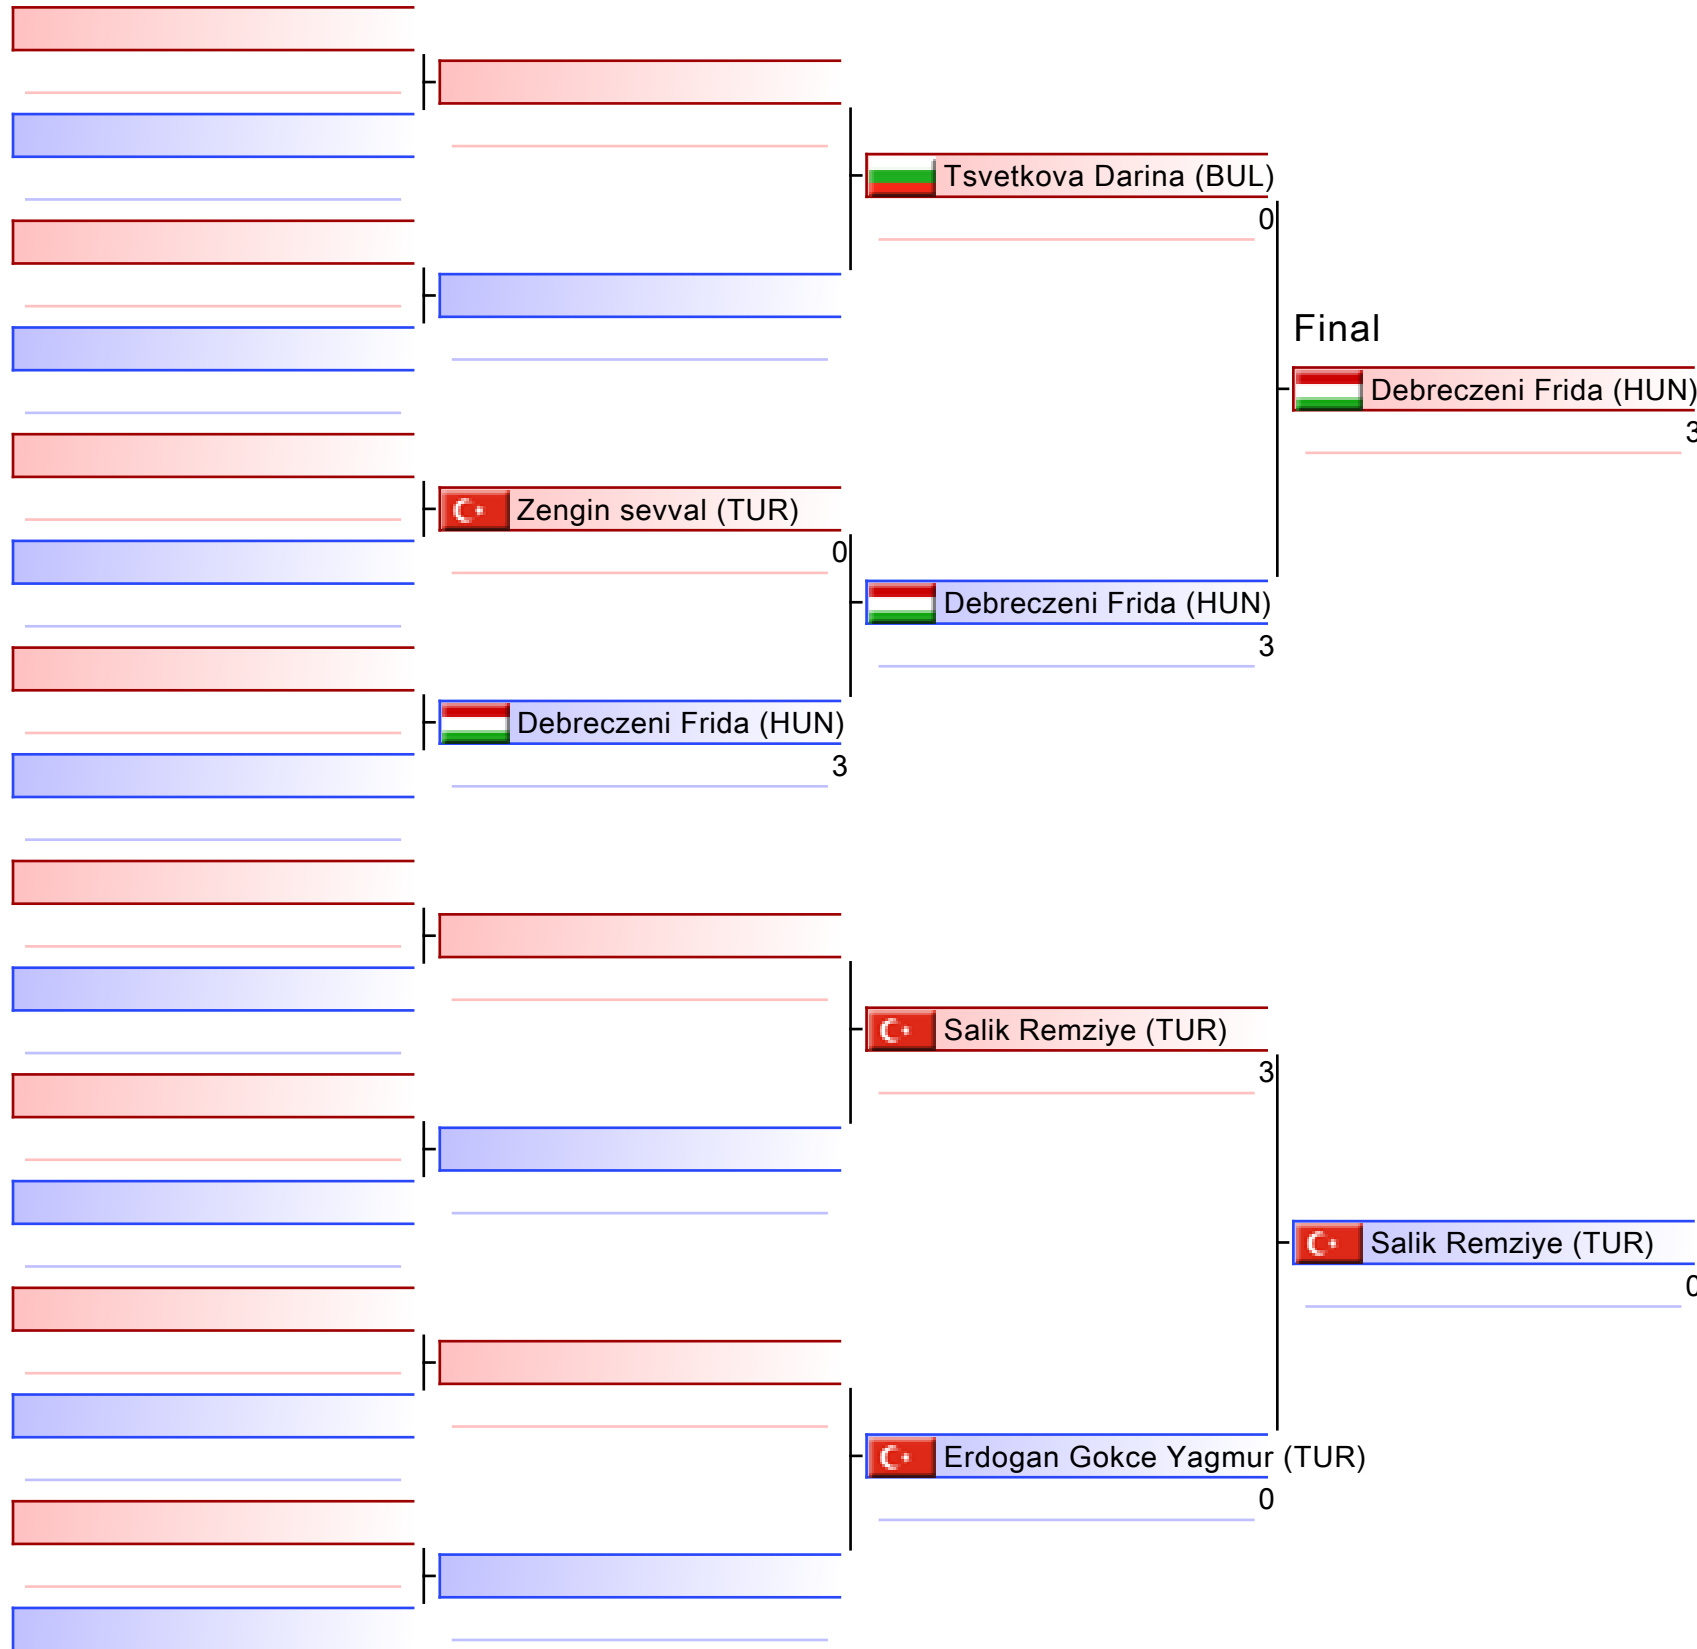 Tsvetkova Darina (BUL)
0
Final
Debreczeni Frida (HUN)
3
Zengin sevval (TUR)
0
Debreczeni Frida (HUN)
3
Debreczeni Frida (HUN)
3
Salik Remziye (TUR)
3
Salik Remziye (TUR)
0
Erdogan Gokce Yagmur (TUR)
0